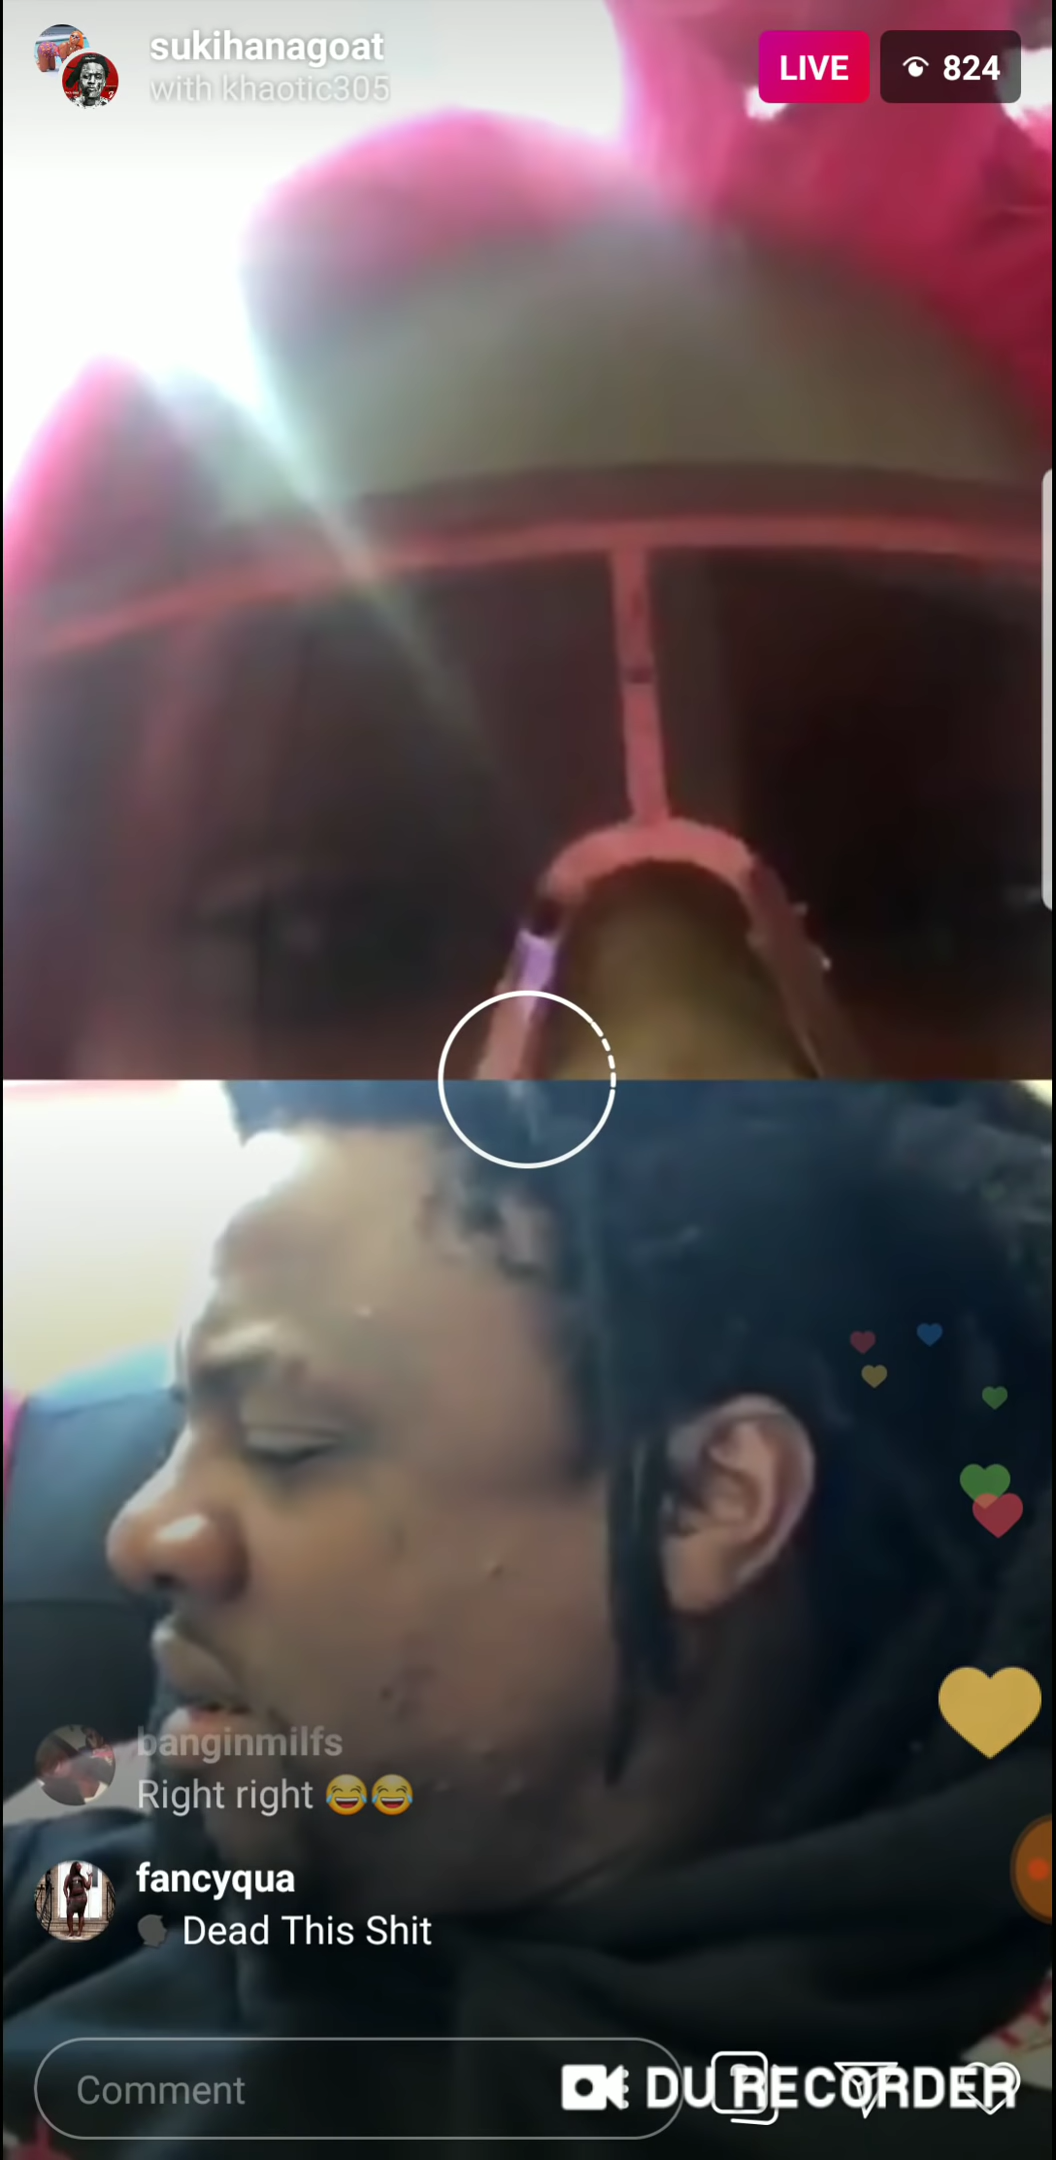 sukihanagoat
with khaotic305
LIVE
824
banginmilfs
Right right 😂😂
fancyqua
🗣 Dead This Shit
Comment
DU RECORDER